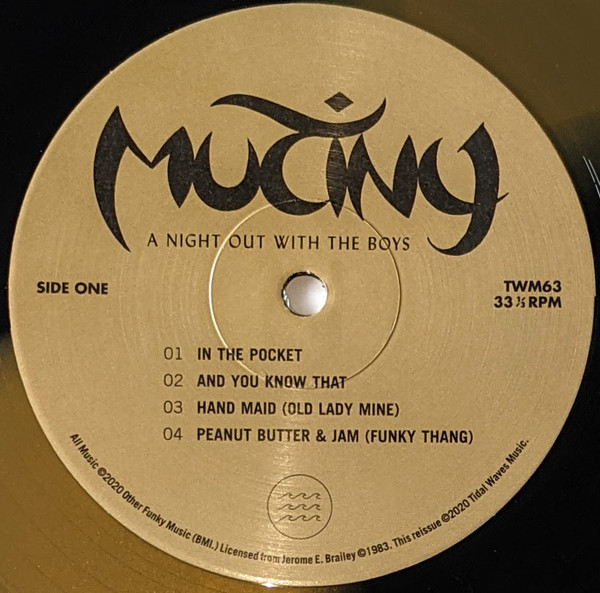 MUTINY
A NIGHT OUT WITH THE BOYS
SIDE ONE
TWM63
33 ⅓ RPM
01 IN THE POCKET
02 AND YOU KNOW THAT
03 HAND MAID (OLD LADY MINE)
04 PEANUT BUTTER & JAM (FUNKY THANG)
All Music ©2020 Other Funky Music (BMI.) Licensed from Jerome E. Brailey ©1983. This reissue ©2020 Tidal Waves Music.